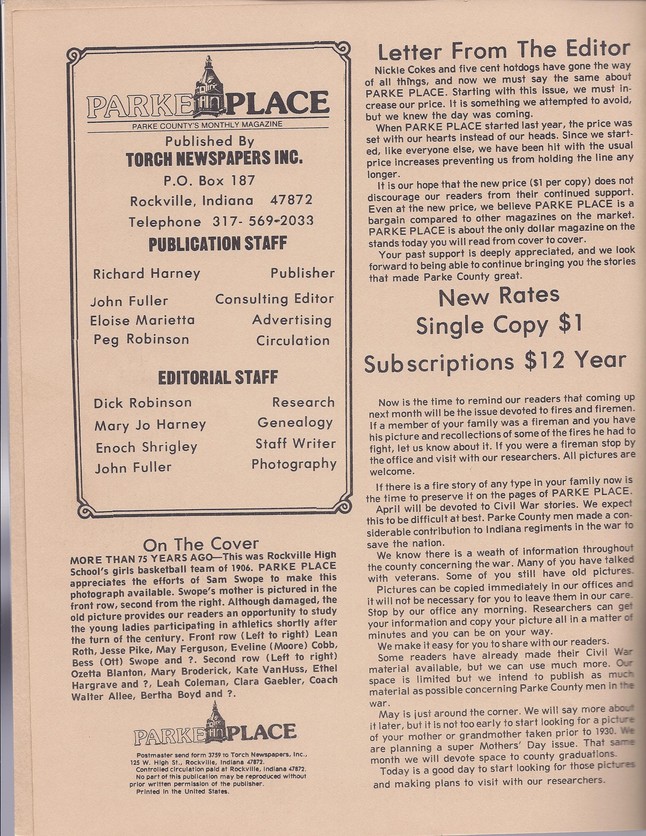 PARKE PLACE
PARKE COUNTY'S MONTHLY MAGAZINE
Published By
TORCH NEWSPAPERS INC.
P.O. Box 187
Rockville, Indiana 47872
Telephone 317- 569-2033
PUBLICATION STAFF
Richard Harney Publisher
John Fuller Consulting Editor
Eloise Marietta Advertising
Peg Robinson Circulation
EDITORIAL STAFF
Dick Robinson Research
Mary Jo Harney Genealogy
Enoch Shrigley Staff Writer
John Fuller Photography
On The Cover
MORE THAN 75 YEARS AGO—This was Rockville High
School's girls basketball team of 1906. PARKE PLACE
appreciates the efforts of Sam Swope to make this
photograph available. Swope's mother is pictured in the
front row, second from the right. Although damaged, the
old picture provides our readers an opportunity to study
the young ladies participating in athletics shortly after
the turn of the century. Front row (Left to right) Lean
Roth, Jesse Pike, May Ferguson, Eveline (Moore) Cobb,
Bess (Ott) Swope and ?. Second row (Left to right)
Ozetta Blanton, Mary Broderick, Kate VanHuss, Ethel
Hargrave and ?, Leah Coleman, Clara Gaebler, Coach
Walter Allee, Bertha Boyd and ?.
PARKE PLACE
Postmaster send form 3759 to Torch Newspapers, Inc.,
125 W. High St., Rockville, Indiana 47872.
Controlled circulation paid at Rockville, Indiana 47872.
No part of this publication may be reproduced without
prior written permission of the publisher.
Printed in the United States.
Letter From The Editor
Nickle Cokes and five cent hotdogs have gone the way
of all things, and now we must say the same about
PARKE PLACE. Starting with this issue, we must in-
crease our price. It is something we attempted to avoid,
but we knew the day was coming.
When PARKE PLACE started last year, the price was
set with our hearts instead of our heads. Since we start-
ed, like everyone else, we have been hit with the usual
price increases preventing us from holding the line any
longer.
It is our hope that the new price ($1 per copy) does not
discourage our readers from their continued support.
Even at the new price, we believe PARKE PLACE is a
bargain compared to other magazines on the market.
PARKE PLACE is about the only dollar magazine on the
stands today you will read from cover to cover.
Your past support is deeply appreciated, and we look
forward to being able to continue bringing you the stories
that made Parke County great.
New Rates
Single Copy $1
Subscriptions $12 Year
Now is the time to remind our readers that coming up
next month will be the issue devoted to fires and firemen.
If a member of your family was a fireman and you have
his picture and recollections of some of the fires he had to
fight, let us know about it. If you were a fireman stop by
the office and visit with our researchers. All pictures are
welcome.
If there is a fire story of any type in your family now is
the time to preserve it on the pages of PARKE PLACE.
April will be devoted to Civil War stories. We expect
this to be difficult at best. Parke County men made a con-
siderable contribution to Indiana regiments in the war to
save the nation.
We know there is a weath of information throughout
the county concerning the war. Many of you have talked
with veterans. Some of you still have old pictures.
Pictures can be copied immediately in our offices and
it will not be necessary for you to leave them in our care.
Stop by our office any morning. Researchers can get
your information and copy your picture all in a matter of
minutes and you can be on your way.
We make it easy for you to share with our readers.
Some readers have already made their Civil War
material available, but we can use much more. Our
space is limited but we intend to publish as much
material as possible concerning Parke County men in the
war.
May is just around the corner. We will say more about
it later, but it is not too early to start looking for a picture
of your mother or grandmother taken prior to 1930. We
are planning a super Mothers' Day issue. That same
month we will devote space to county graduations.
Today is a good day to start looking for those pictures
and making plans to visit with our researchers.